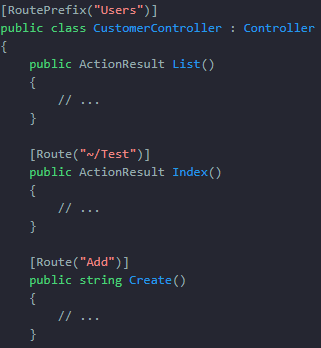 [RoutePrefix("Users")]
public class CustomerController : Controller
{
    public ActionResult List()
    {
        // ...
    }

    [Route("~/Test")]
    public ActionResult Index()
    {
        // ...
    }

    [Route("Add")]
    public string Create()
    {
        // ...
    }